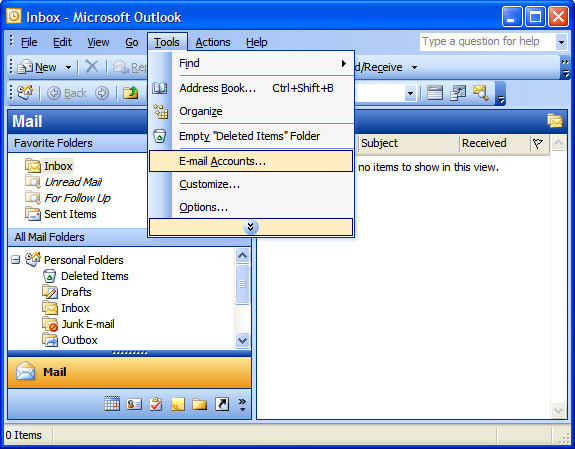 Inbox - Microsoft Outlook
File Edit View Go Tools Actions Help Type a question for help
New Rep d/Receive
Back
Find
Address Book... Ctrl+Shift+B
Organize
Empty "Deleted Items" Folder
E-mail Accounts...
Customize...
Options...
Mail
Favorite Folders
Inbox
Unread Mail
For Follow Up
Sent Items
All Mail Folders
Personal Folders
Deleted Items
Drafts
Inbox
Junk E-mail
Outbox
Mail
Subject Received
no items to show in this view.
0 Items